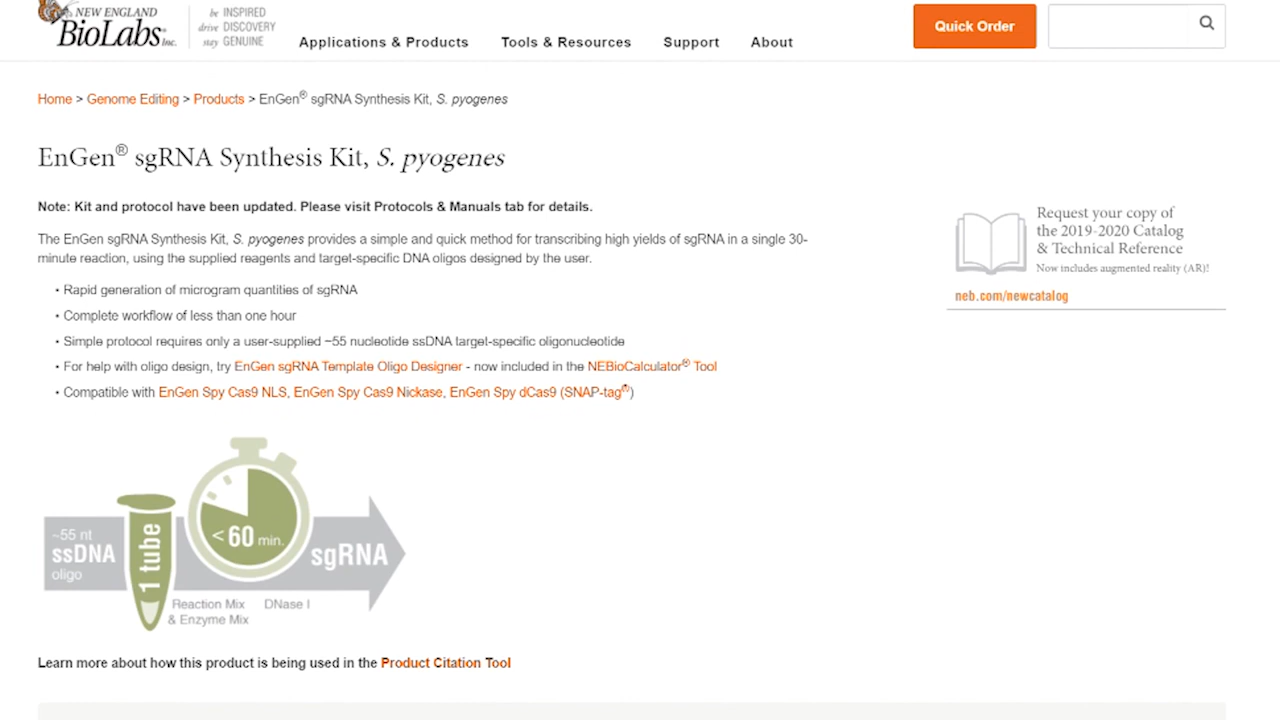 NEW ENGLAND
BioLabs® Inc.
be INSPIRED
drive DISCOVERY
stay GENUINE
Applications & Products
Tools & Resources
Support
About
Quick Order
Home > Genome Editing > Products > EnGen® sgRNA Synthesis Kit, S. pyogenes
EnGen® sgRNA Synthesis Kit, S. pyogenes
Note: Kit and protocol have been updated. Please visit Protocols & Manuals tab for details.
The EnGen sgRNA Synthesis Kit, S. pyogenes provides a simple and quick method for transcribing high yields of sgRNA in a single 30-
minute reaction, using the supplied reagents and target-specific DNA oligos designed by the user.
• Rapid generation of microgram quantities of sgRNA
• Complete workflow of less than one hour
• Simple protocol requires only a user-supplied ~55 nucleotide ssDNA target-specific oligonucleotide
• For help with oligo design, try EnGen sgRNA Template Oligo Designer - now included in the NEBioCalculator® Tool
• Compatible with EnGen Spy Cas9 NLS, EnGen Spy Cas9 Nickase, EnGen Spy dCas9 (SNAP-tag®)
Request your copy of
the 2019-2020 Catalog
& Technical Reference
Now includes augmented reality (AR)!
neb.com/newcatalog
~55 nt
ssDNA
oligo
1 tube
< 60 min.
sgRNA
Reaction Mix
& Enzyme Mix
DNase I
Learn more about how this product is being used in the Product Citation Tool